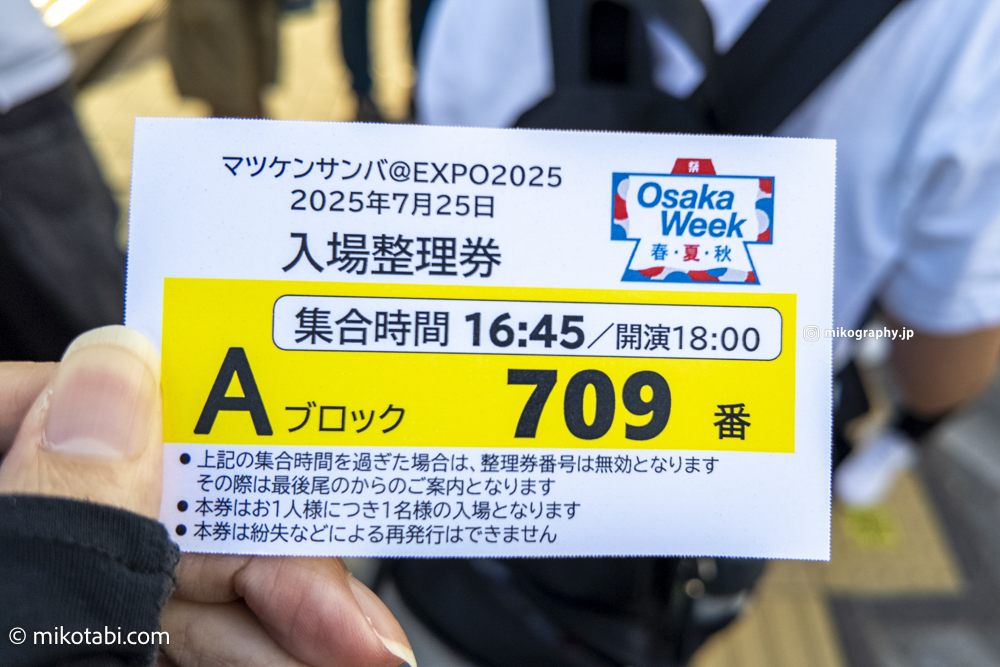 マツケンサンバ@EXPO2025
2025年7月25日
入場整理券
祭
Osaka
Week
春・夏・秋
集合時間 16:45／開演18:00
Aブロック 709 番
●上記の集合時間を過ぎた場合は、整理券番号は無効となります
その際は最後尾のからのご案内となります
●本券はお1人様につき1名様の入場となります
●本券は紛失などによる再発行はできません
mikography.jp
© mikotabi.com